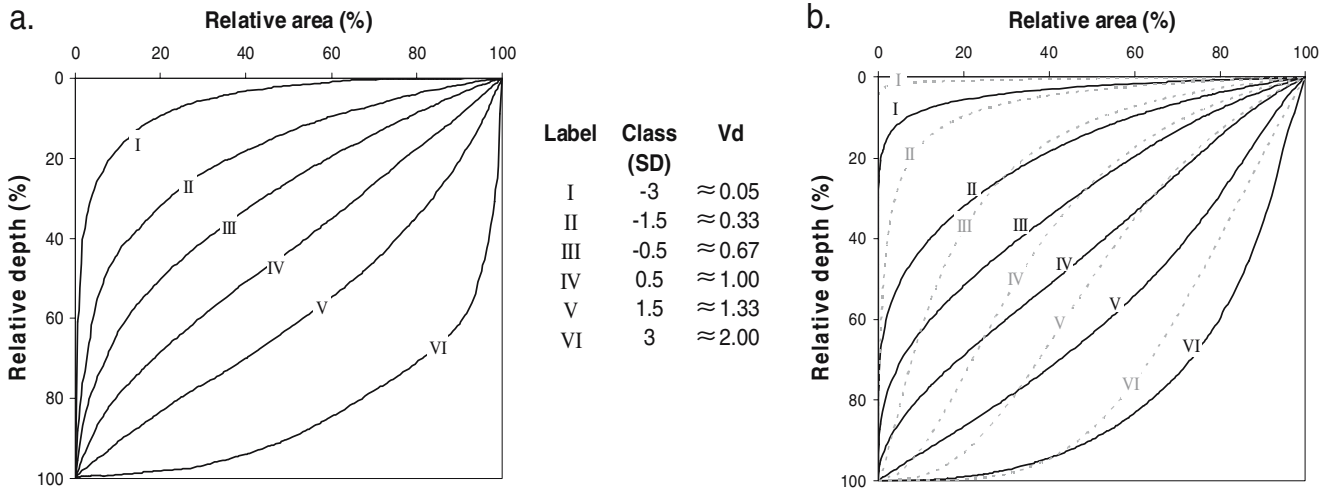 a.
Relative area (%)
0 20 40 60 80 100
Relative depth (%)
0
20
40
60
80
100
I
II
III
IV
V
VI
Label Class (SD) Vd
I -3 ≈0.05
II -1.5 ≈0.33
III -0.5 ≈0.67
IV 0.5 ≈1.00
V 1.5 ≈1.33
VI 3 ≈2.00
b.
Relative area (%)
0 20 40 60 80 100
Relative depth (%)
0
20
40
60
80
100
I
I
II
II
III
III
IV
IV
V
V
VI
VI